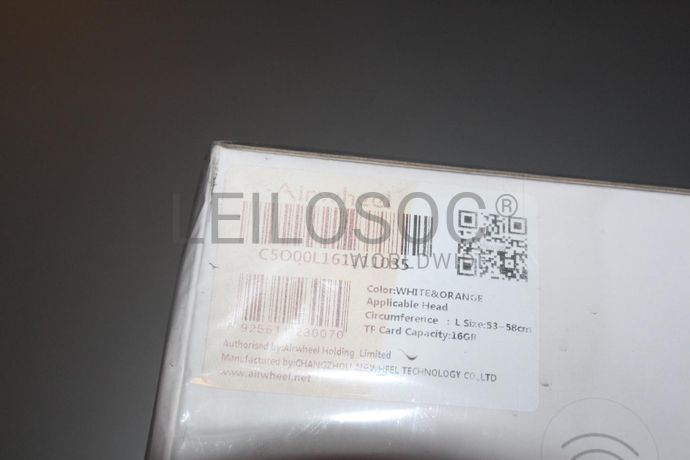 Airwheel
LEILOSOC®
WORLDWIDE
Color:WHITE&ORANGE
Applicable Head
Circumference : L Size:53-58cm
TF Card Capacity:16GB
Authorised by:Airwheel Holding Limited
Manufactured by:CHANGZHOU AIRWHEEL TECHNOLOGY CO.,LTD
www.airwheel.net